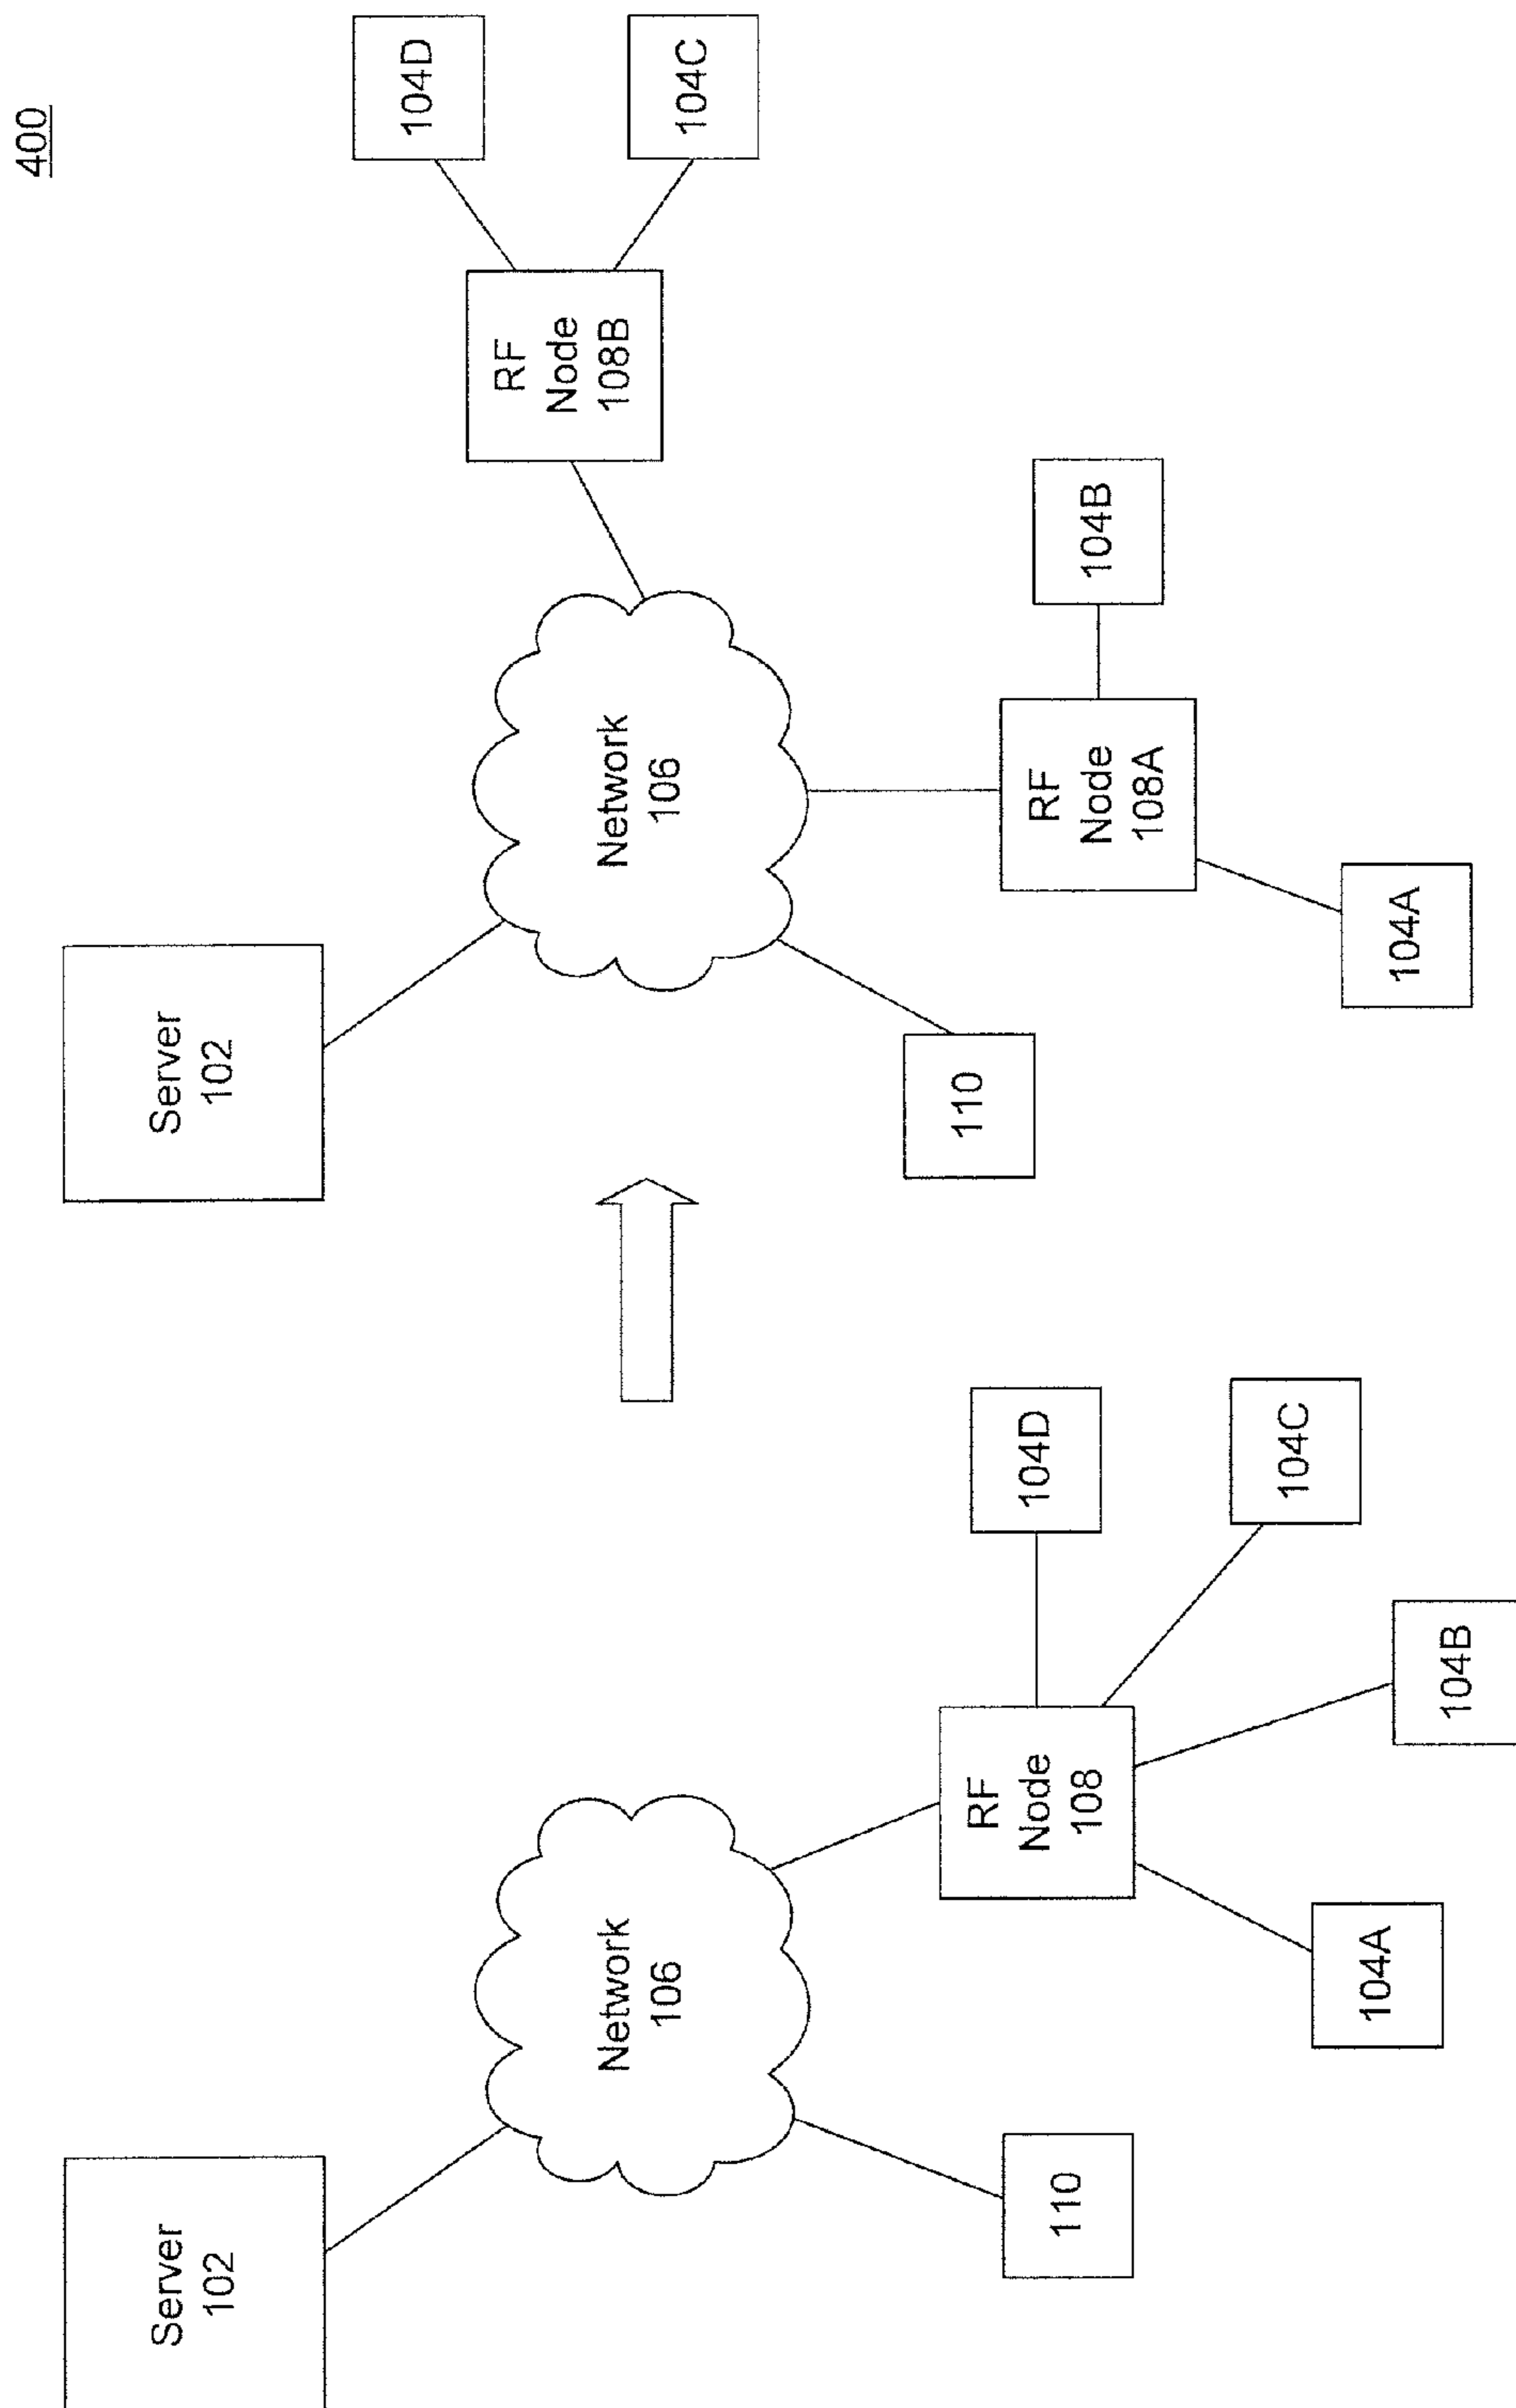 400
Server
102
Network
106
110
RF
Node
108
104A
104B
104C
104D
Server
102
Network
106
110
RF
Node
108A
104A
104B
RF
Node
108B
104D
104C